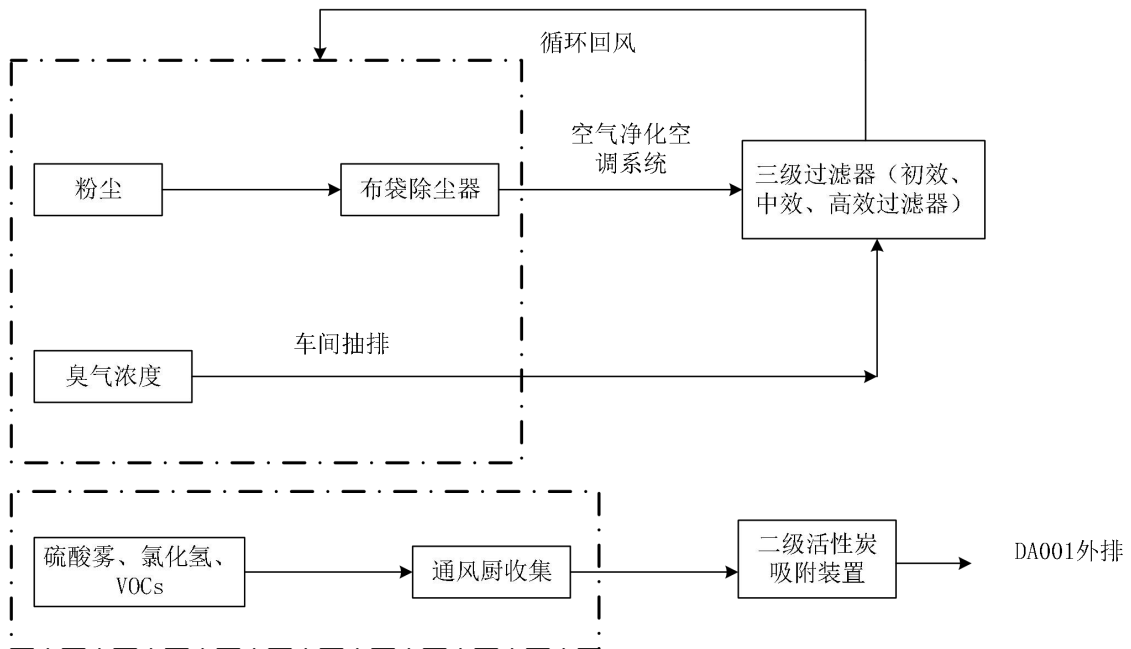 循环回风
空气净化空
调系统
粉尘
布袋除尘器
三级过滤器（初效、
中效、高效过滤器）
车间抽排
臭气浓度
硫酸雾、氯化氢、
VOCs
通风厨收集
二级活性炭
吸附装置
DA001外排